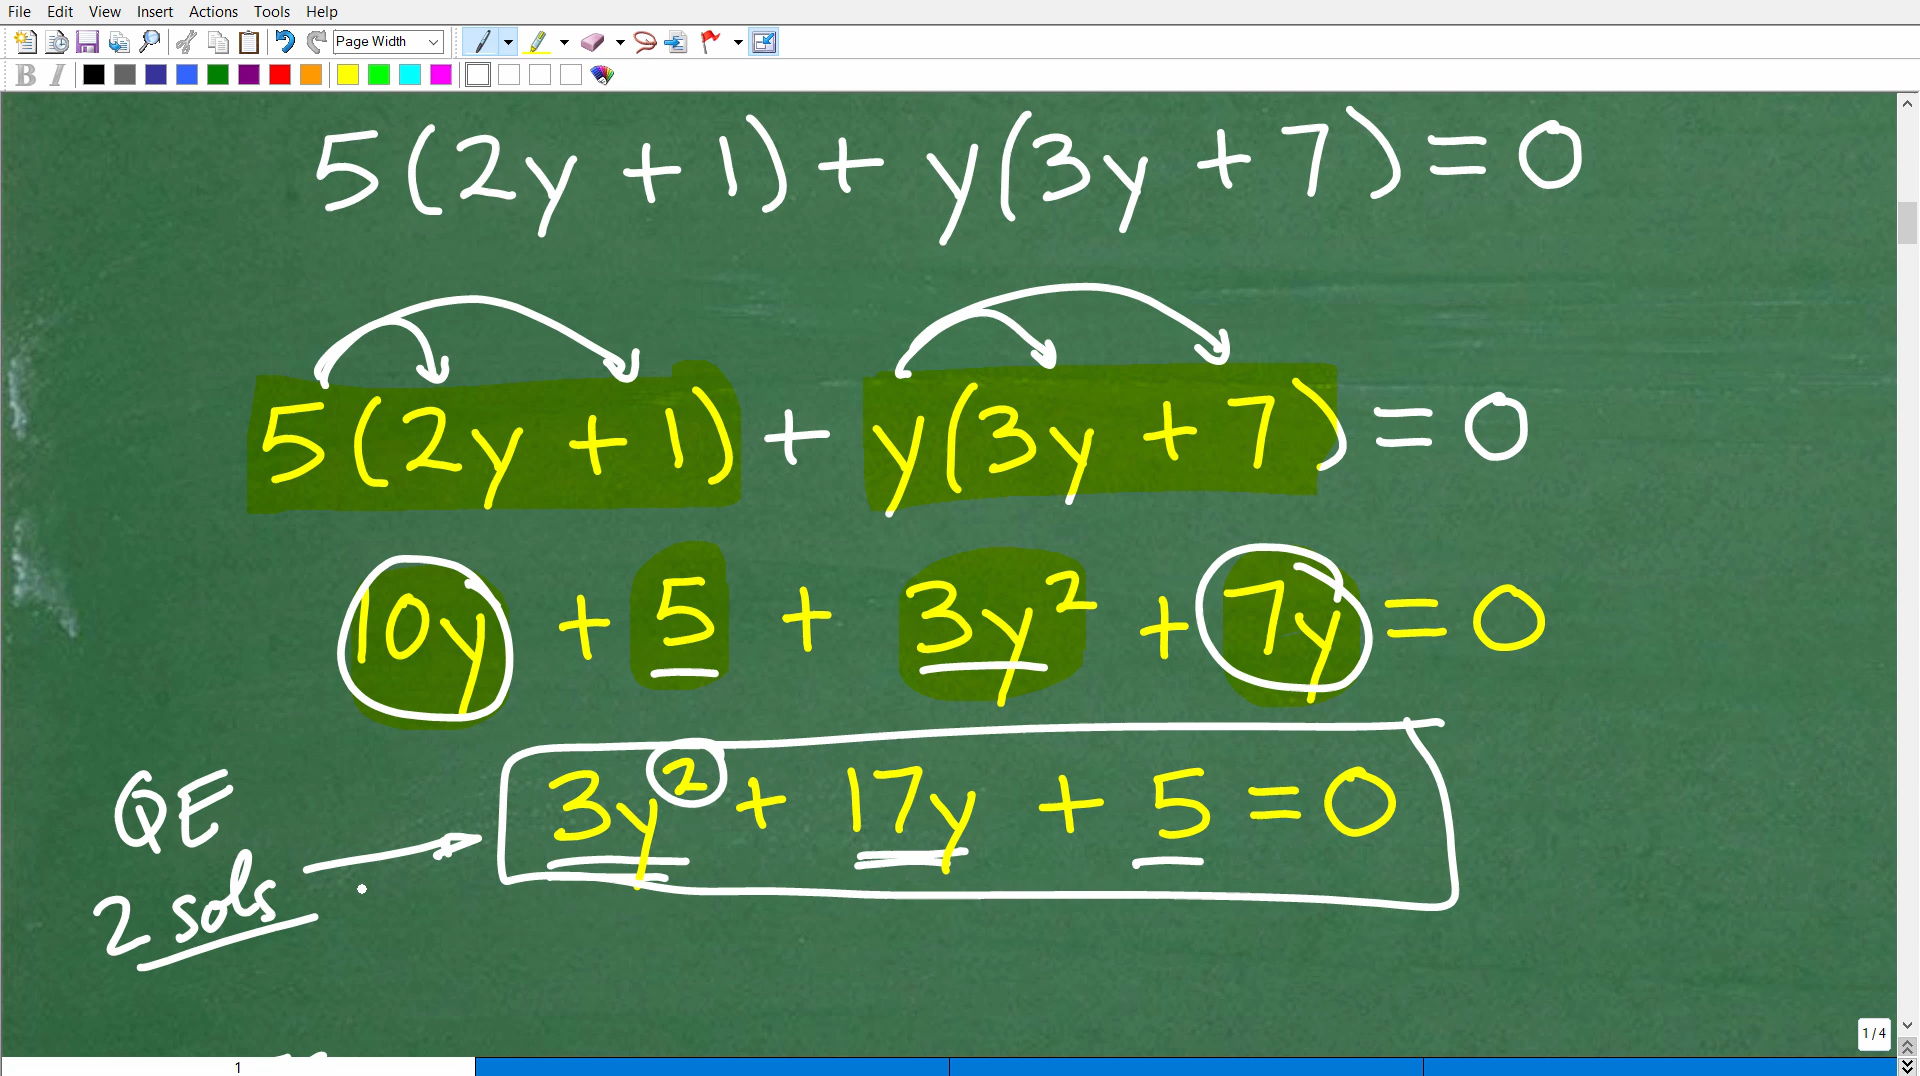 File Edit View Insert Actions Tools Help
Page Width
B I
5(2y + 1) + y(3y + 7) = 0
5(2y + 1) + y(3y + 7) = 0
10y + 5 + 3y² + 7y = 0
3y² + 17y + 5 = 0
QE
2 sols
1 / 4
1